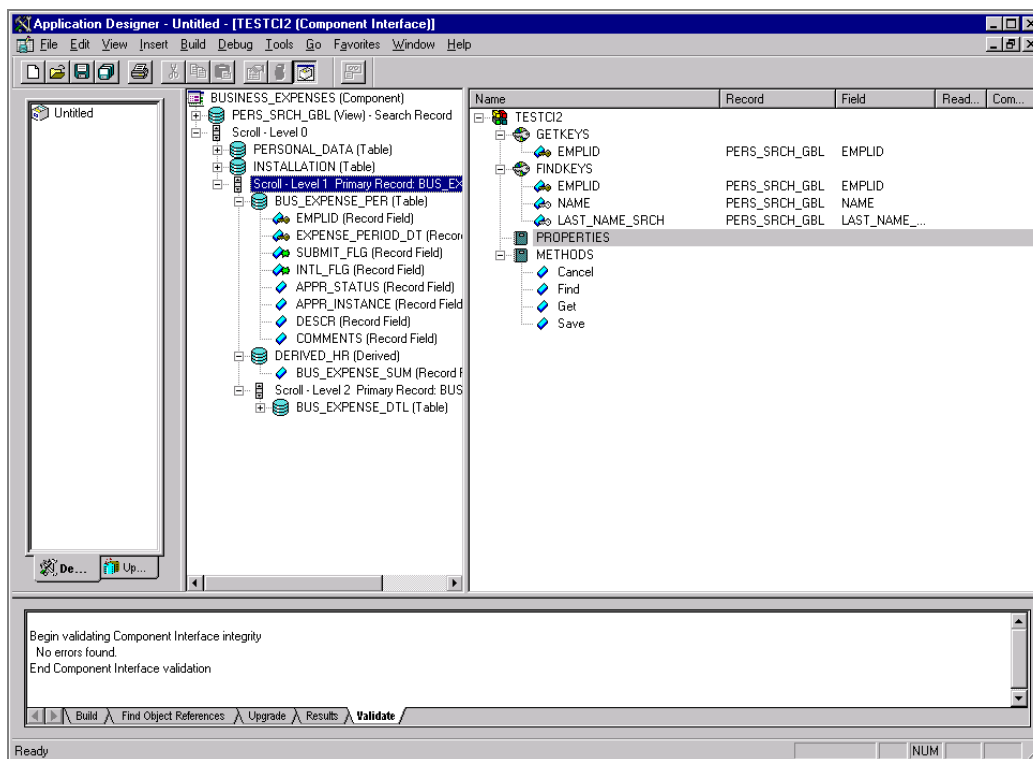 Application Designer - Untitled - [TESTCI2 (Component Interface)]
File Edit View Insert Build Debug Tools Go Favorites Window Help
Untitled
De...
Up...
BUSINESS_EXPENSES (Component)
PERS_SRCH_GBL (View) - Search Record
Scroll - Level 0
PERSONAL_DATA (Table)
INSTALLATION (Table)
Scroll - Level 1 Primary Record: BUS_EX
BUS_EXPENSE_PER (Table)
EMPLID (Record Field)
EXPENSE_PERIOD_DT (Recor
SUBMIT_FLG (Record Field)
INTL_FLG (Record Field)
APPR_STATUS (Record Field)
APPR_INSTANCE (Record Field
DESCR (Record Field)
COMMENTS (Record Field)
DERIVED_HR (Derived)
BUS_EXPENSE_SUM (Record F
Scroll - Level 2 Primary Record: BUS
BUS_EXPENSE_DTL (Table)
Name Record Field Read... Com...
TESTCI2
GETKEYS
EMPLID PERS_SRCH_GBL EMPLID
FINDKEYS
EMPLID PERS_SRCH_GBL EMPLID
NAME PERS_SRCH_GBL NAME
LAST_NAME_SRCH PERS_SRCH_GBL LAST_NAME_...
PROPERTIES
METHODS
Cancel
Find
Get
Save
Begin validating Component Interface integrity
No errors found.
End Component Interface validation
Build Find Object References Upgrade Results Validate
Ready NUM